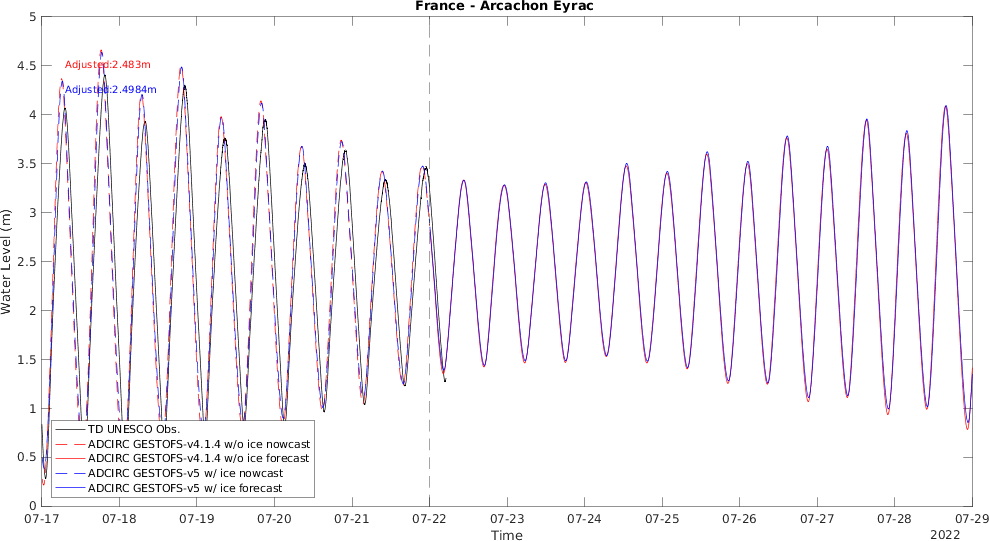 France - Arcachon Eyrac
5
4.5
4
3.5
3
2.5
2
1.5
1
0.5
0
Water Level (m)
Adjusted:2.483m
Adjusted:2.4984m
TD UNESCO Obs.
ADCIRC GESTOFS-v4.1.4 w/o ice nowcast
ADCIRC GESTOFS-v4.1.4 w/o ice forecast
ADCIRC GESTOFS-v5 w/ ice nowcast
ADCIRC GESTOFS-v5 w/ ice forecast
07-17 07-18 07-19 07-20 07-21 07-22 07-23 07-24 07-25 07-26 07-27 07-28 07-29
Time
2022